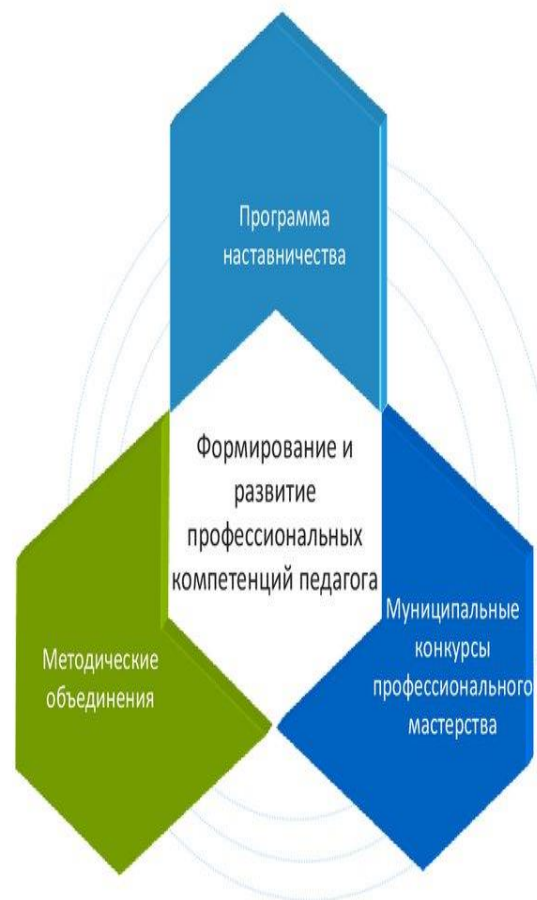 Программа
наставничества
Формирование и
развитие
профессиональных
компетенций педагога
Методические
объединения
Муниципальные
конкурсы
профессионального
мастерства